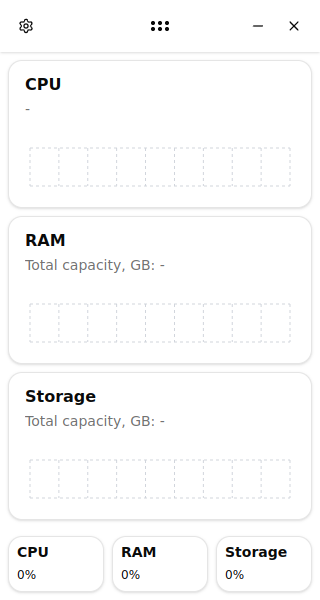 CPU
-
RAM
Total capacity, GB: -
Storage
Total capacity, GB: -
CPU
RAM
Storage
0%
0%
0%